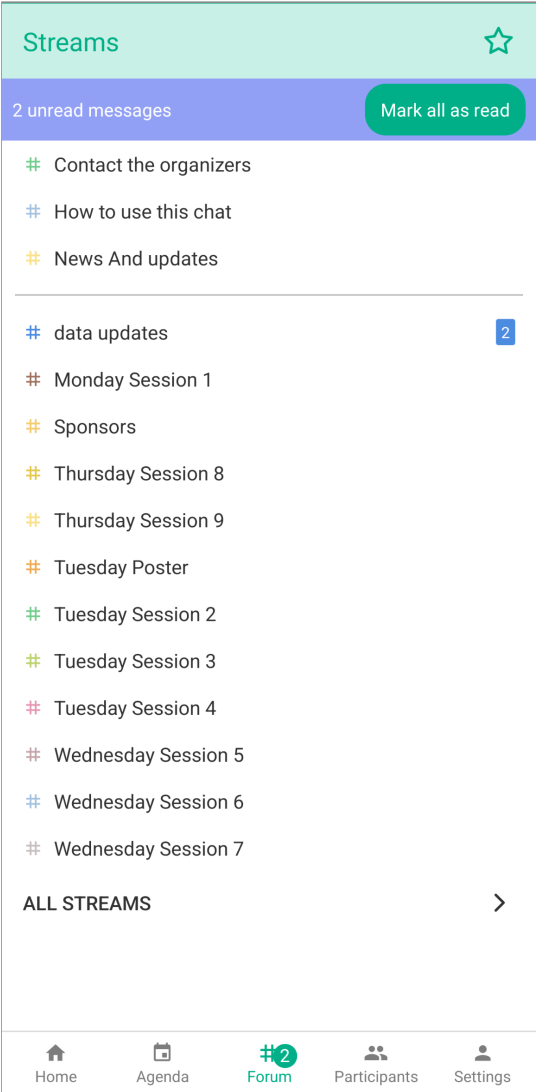 Streams
2 unread messages
Mark all as read
# Contact the organizers
# How to use this chat
# News And updates
# data updates 2
# Monday Session 1
# Sponsors
# Thursday Session 8
# Thursday Session 9
# Tuesday Poster
# Tuesday Session 2
# Tuesday Session 3
# Tuesday Session 4
# Wednesday Session 5
# Wednesday Session 6
# Wednesday Session 7
ALL STREAMS
# 2
Home Agenda Forum Participants Settings